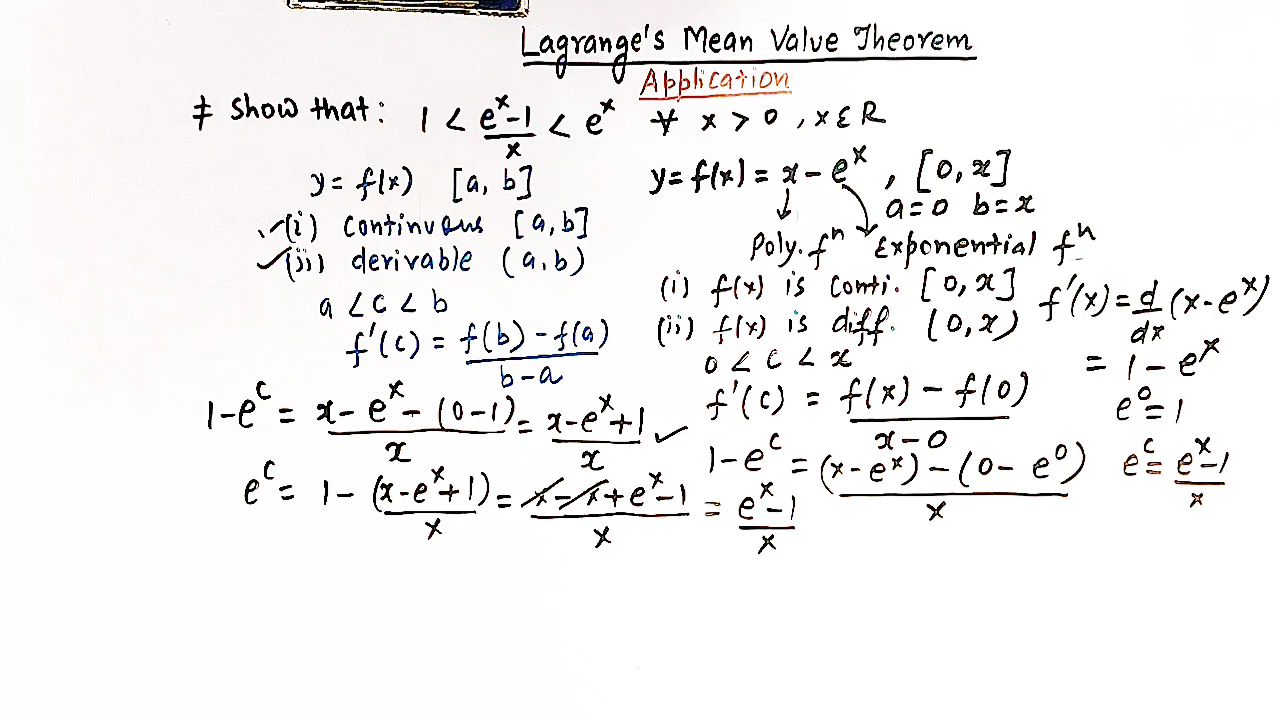 Lagrange's Mean Value Theorem
Application
≠ Show that: 1 < (e^x-1)/x < e^x ∀ x > 0 , x ε R
y = f(x) [a, b]
✓(i) continuous [a, b]
✓(ii) derivable (a, b)
a < c < b
f'(c) = (f(b) - f(a))/(b-a)
y = f(x) = x - e^x , [0, x]
a=0 b=x
Poly. f^n Exponential f^n
(i) f(x) is conti. [0, x]
(ii) f(x) is diff. (0, x)
0 < c < x
f'(c) = (f(x) - f(0))/(x-0)
1-e^c = ((x-e^x) - (0-e^0))/x
f'(x) = d/dx (x-e^x)
= 1 - e^x
e^0 = 1
e^c = (e^x-1)/x
1-e^c = (x-e^x-(0-1))/x = (x-e^x+1)/x ✓
e^c = 1 - (x-e^x+1)/x = (x-x+e^x-1)/x = (e^x-1)/x